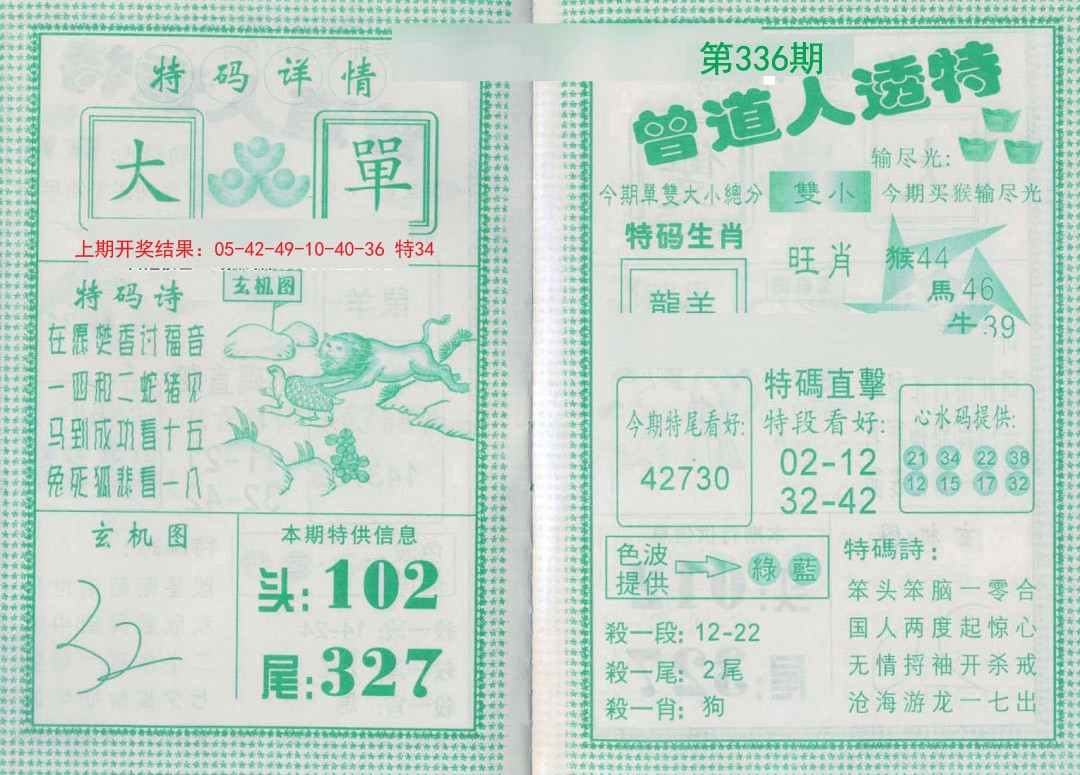 特码详情
大 單
上期开奖结果：05-42-49-10-40-36 特34
特码诗
在愿焚香讨福音
一四和二蛇猪见
马到成功看十五
兔死狐悲看一八
玄机图
玄机图
本期特供信息
头:102
尾:327
第336期
曾道人透特
输尽光:
今期單雙大小總分 雙小 今期买猴输尽光
特码生肖
龍羊
旺肖
猴44
馬46
牛39
今期特尾看好:
42730
特碼直擊
特段看好:
02-12
32-42
心水码提供:
21 34 22 38
12 15 17 32
色波
提供
綠 藍
殺一段: 12-22
殺一尾: 2尾
殺一肖: 狗
特碼詩:
笨头笨脑一零合
国人两度起惊心
无情捋袖开杀戒
沧海游龙一七出